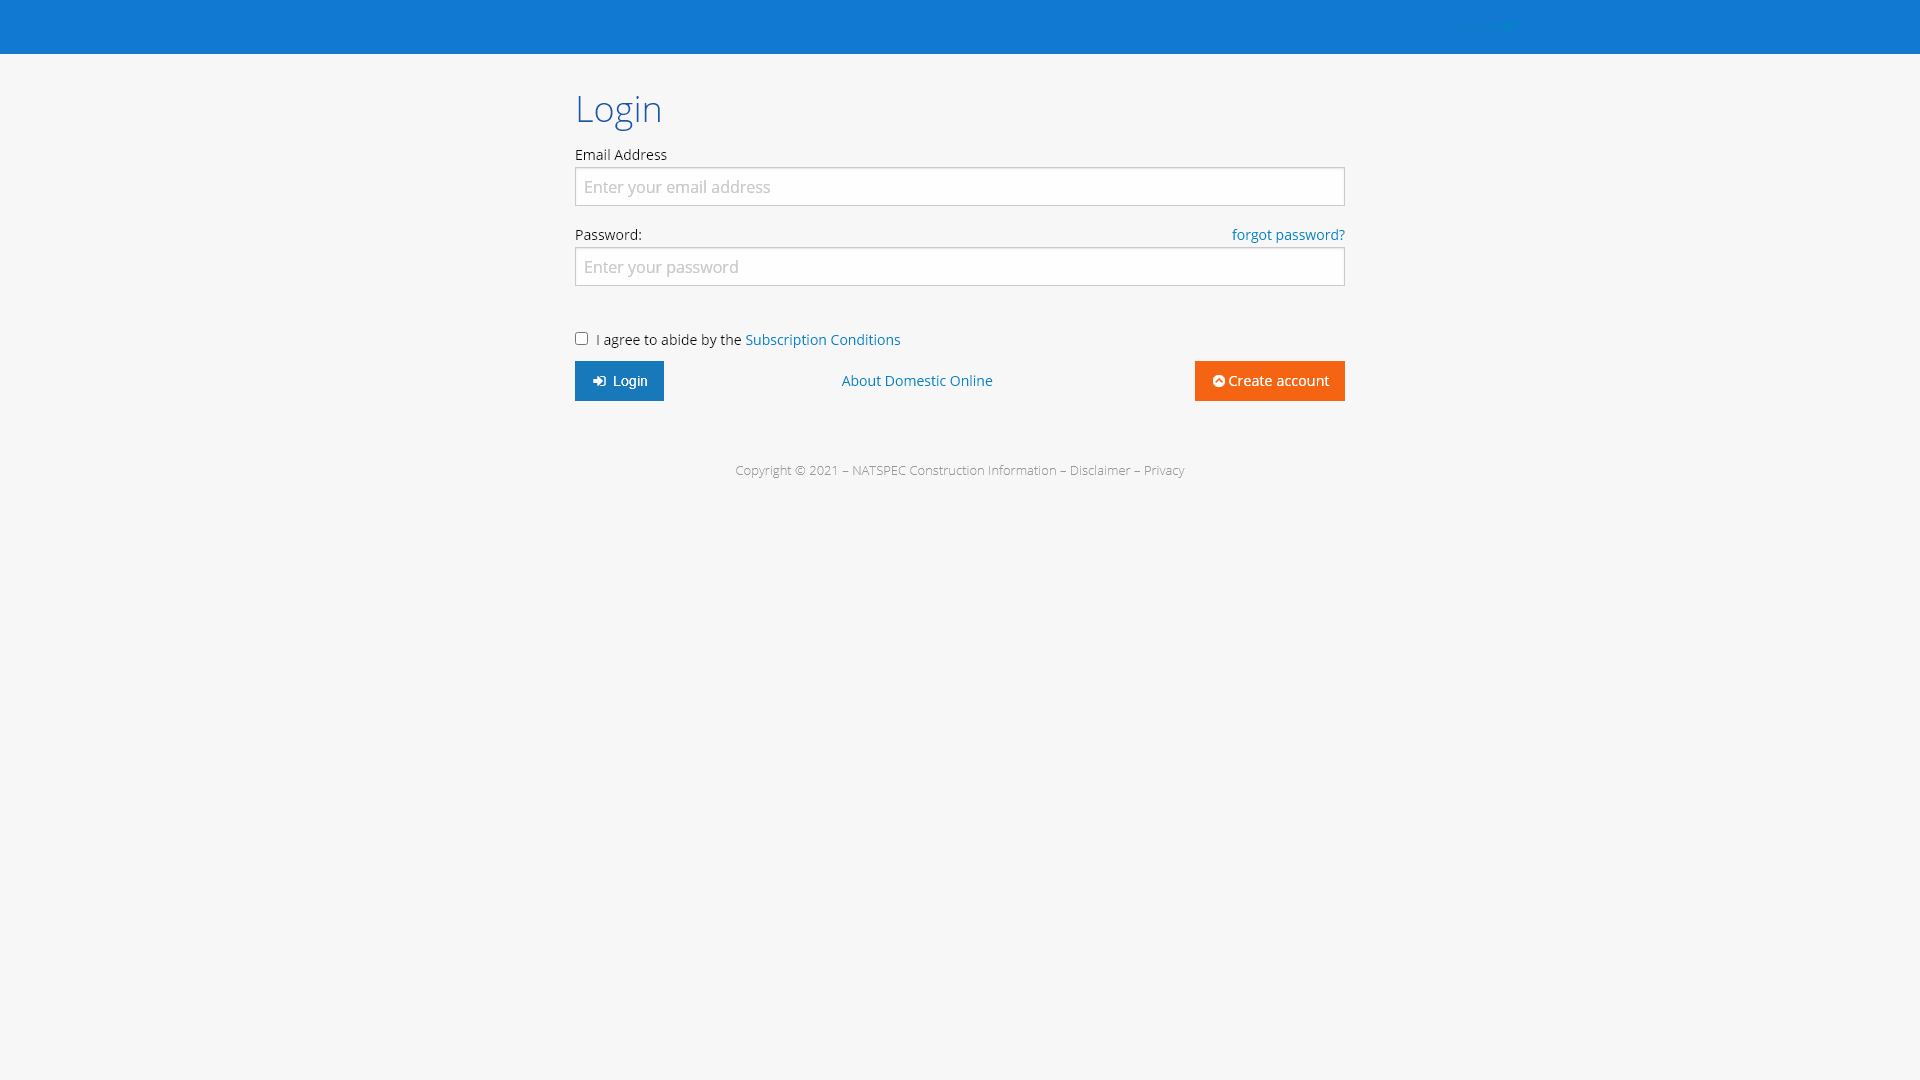 Login
Email Address
Enter your email address
Password: forgot password?
Enter your password
I agree to abide by the Subscription Conditions
Login About Domestic Online Create account
Copyright © 2021 – NATSPEC Construction Information – Disclaimer – Privacy